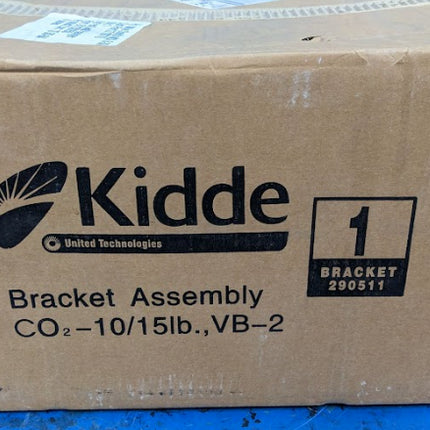 Kidde
United Technologies
1
BRACKET
290511
Bracket Assembly
CO₂-10/15lb.,VB-2